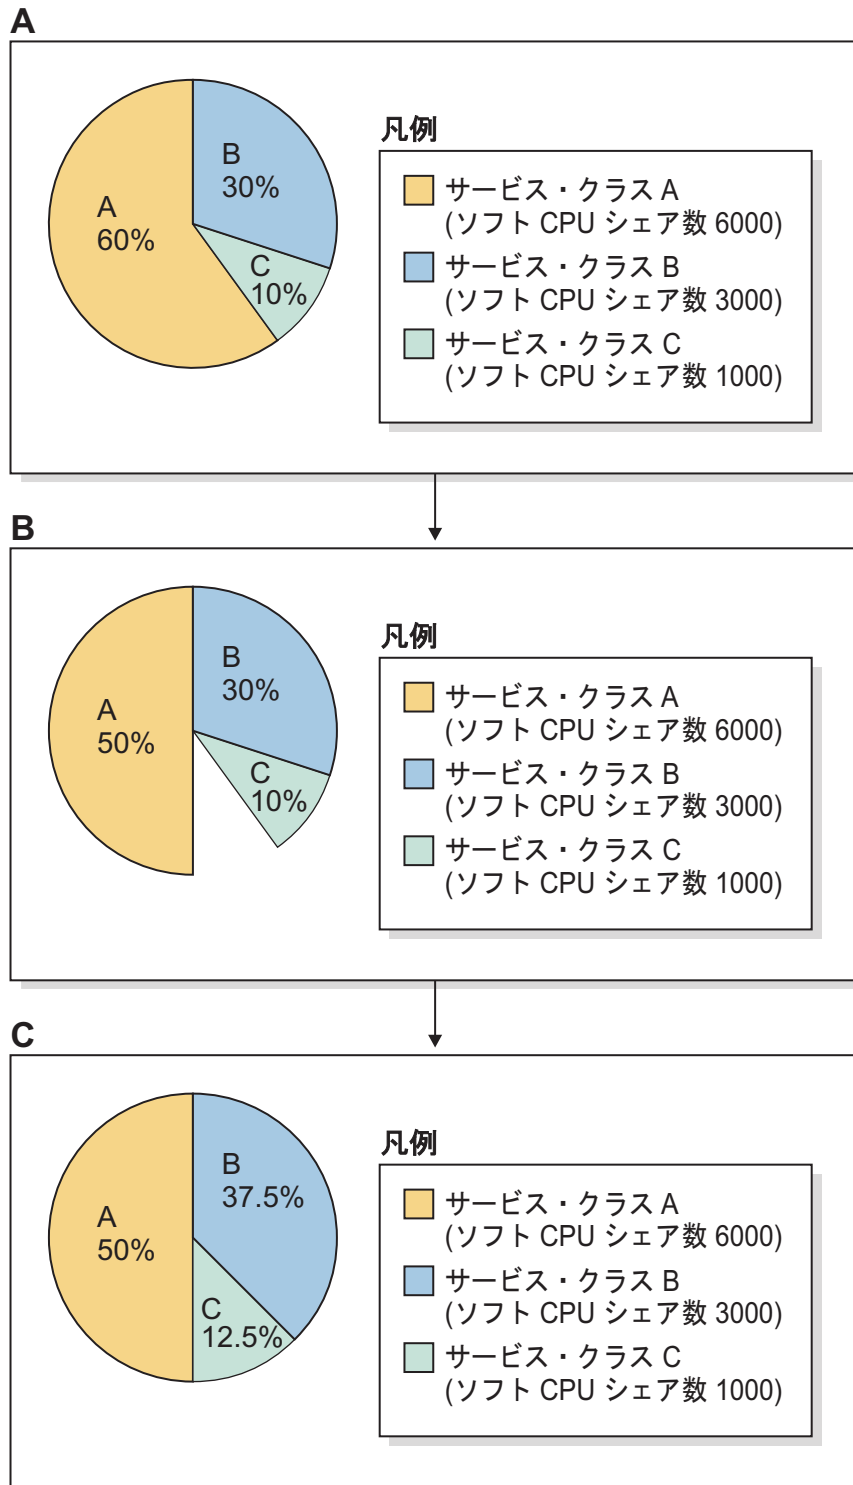 A
B
30%
A
60%
C
10%
凡例
サービス・クラス A
(ソフト CPU シェア数 6000)
サービス・クラス B
(ソフト CPU シェア数 3000)
サービス・クラス C
(ソフト CPU シェア数 1000)
B
B
30%
A
50%
C
10%
凡例
サービス・クラス A
(ソフト CPU シェア数 6000)
サービス・クラス B
(ソフト CPU シェア数 3000)
サービス・クラス C
(ソフト CPU シェア数 1000)
C
B
37.5%
A
50%
C
12.5%
凡例
サービス・クラス A
(ソフト CPU シェア数 6000)
サービス・クラス B
(ソフト CPU シェア数 3000)
サービス・クラス C
(ソフト CPU シェア数 1000)